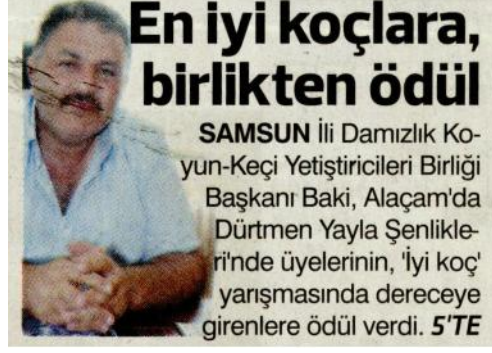 En iyi koçlara,
birlikten ödül
SAMSUN İli Damızlık Ko-
yun-Keçi Yetiştiricileri Birliği
Başkanı Baki, Alaçam'da
Dürtmen Yayla Şenlikle-
ri'nde üyelerinin, 'İyi koç'
yarışmasında dereceye
girenlere ödül verdi. 5'TE